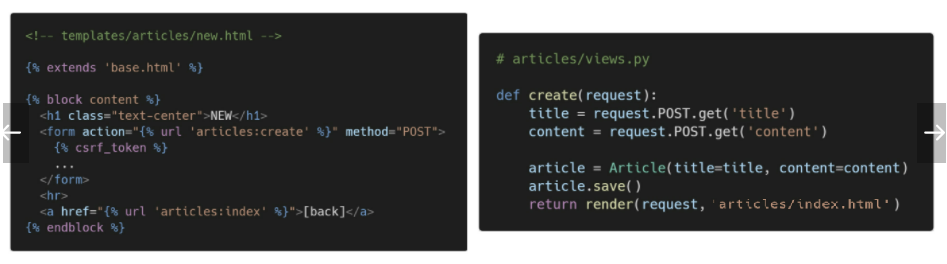 <!-- templates/articles/new.html -->
{% extends 'base.html' %}
{% block content %}
<h1 class="text-center">NEW</h1>
<form action="{% url 'articles:create' %}" method="POST">
{% csrf_token %}
...
</form>
<hr>
<a href="{% url 'articles:index' %}">[back]</a>
{% endblock %}
# articles/views.py
def create(request):
title = request.POST.get('title')
content = request.POST.get('content')
article = Article(title=title, content=content)
article.save()
return render(request, 'articles/index.html')